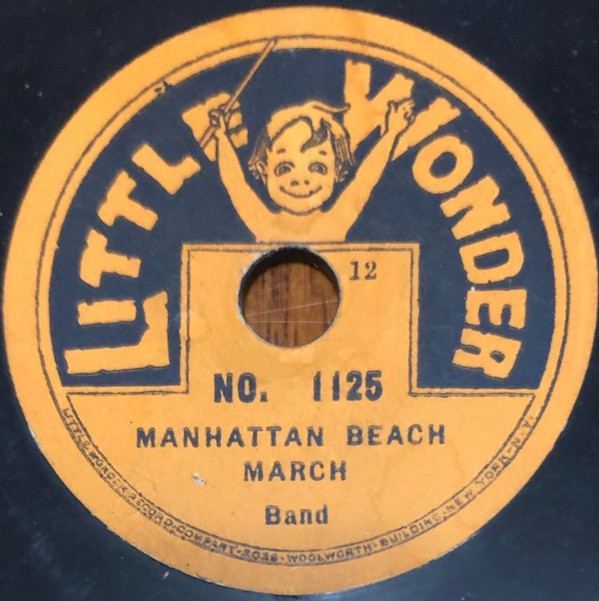 LITTLE WONDER
12
NO. 1125
MANHATTAN BEACH
MARCH
Band
LITTLE·WONDER·RECORD·COMPANY·2038·WOOLWORTH·BUILDING·NEW YORK·N.Y.